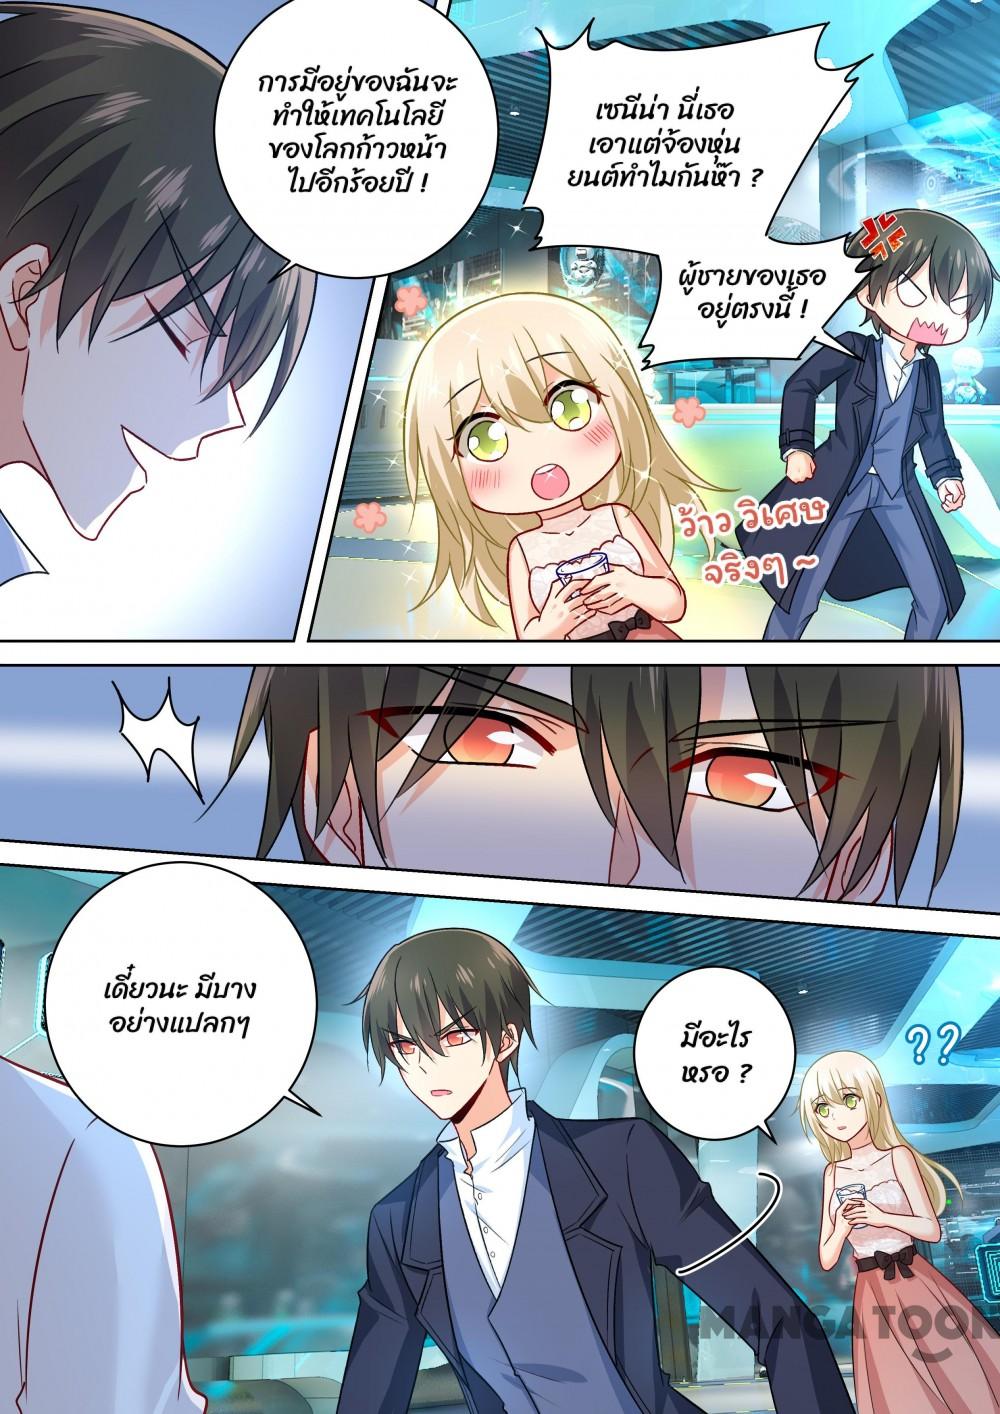 การมีอยู่ของฉันจะ
ทำให้เทคโนโลยี
ของโลกก้าวหน้า
ไปอีกร้อยปี !
เซนีน่า นี่เธอ
เอาแต่จ้องหุ่น
ยนต์ทำไมกันห๊า ?
ผู้ชายของเธอ
อยู่ตรงนี้ !
ว้าว วิเศษ
จริงๆ ~
เดี๋ยวนะ มีบาง
อย่างแปลกๆ
มีอะไร
หรอ ?
??
MANGATOON